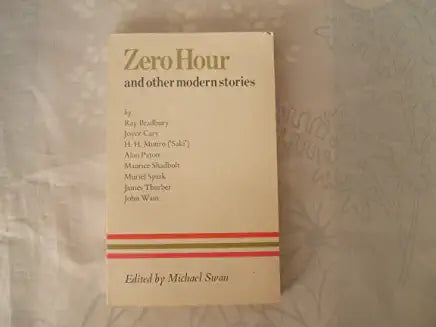 Zero Hour
and other modern stories
by
Ray Bradbury
Joyce Cary
H. H. Munro ('Saki')
Alan Paton
Maurice Shadbolt
Muriel Spark
James Thurber
John Wain
Edited by Michael Swan